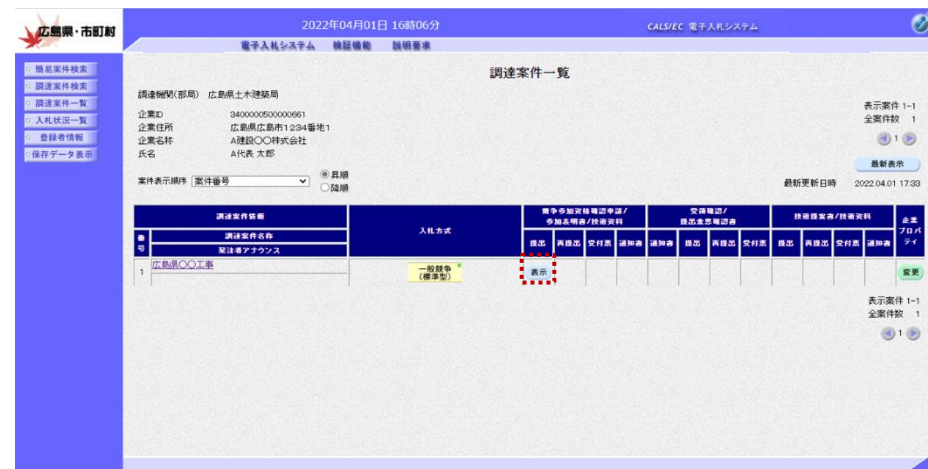 広島県・市町村
2022年04月01日 16時06分
CALS/EC 電子入札システム
電子入札システム 検証機能 説明要求
簡易案件検索
調達案件検索
調達案件一覧
入札状況一覧
登録者情報
保存データ表示
調達案件一覧
調達機関(部局) 広島県土木建築局
企業ID 3400000500000661
企業住所 広島県広島市1234番地1
企業名称 A建設〇〇株式会社
氏名 A代表 太郎
表示案件 1-1
全案件数 1
1
案件表示順序 案件番号
昇順
降順
最新表示
最新更新日時 2022.04.01 17:33
調達案件情報
番号
調達案件名称
発注者アナウンス
入札方式
競争参加資格確認申請/
参加表明書/技術資料
提出 再提出 受付票 通知書
受領確認/
提出意思確認書
通知書 提出 再提出 受付票
技術提案書/技術資料
提出 再提出 受付票 通知書
企業
プロパ
ティ
1 広島県〇〇工事
一般競争
(標準型)
表示
変更
表示案件 1-1
全案件数 1
1